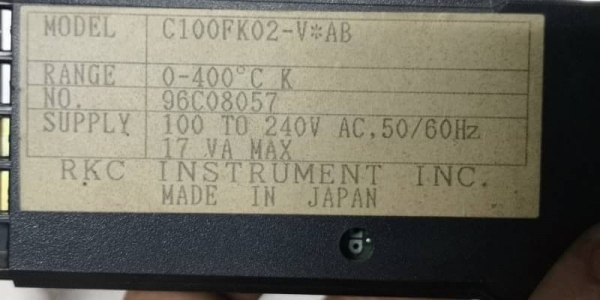 MODEL C100FK02-V*AB
RANGE 0-400°C K
NO. 96C08057
SUPPLY 100 TO 240V AC,50/60Hz
17 VA MAX
RKC INSTRUMENT INC.
MADE IN JAPAN